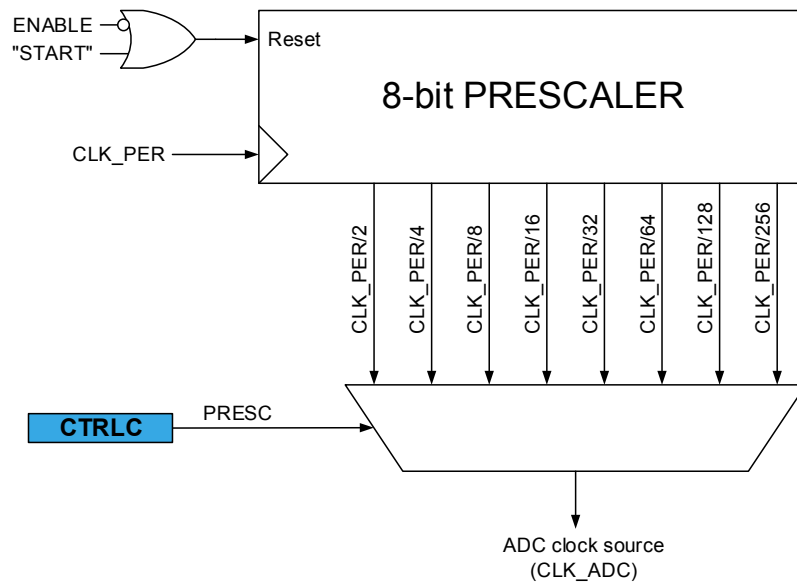 ENABLE
"START"
Reset
8-bit PRESCALER
CLK_PER
CLK_PER/2
CLK_PER/4
CLK_PER/8
CLK_PER/16
CLK_PER/32
CLK_PER/64
CLK_PER/128
CLK_PER/256
CTRLC
PRESC
ADC clock source
(CLK_ADC)